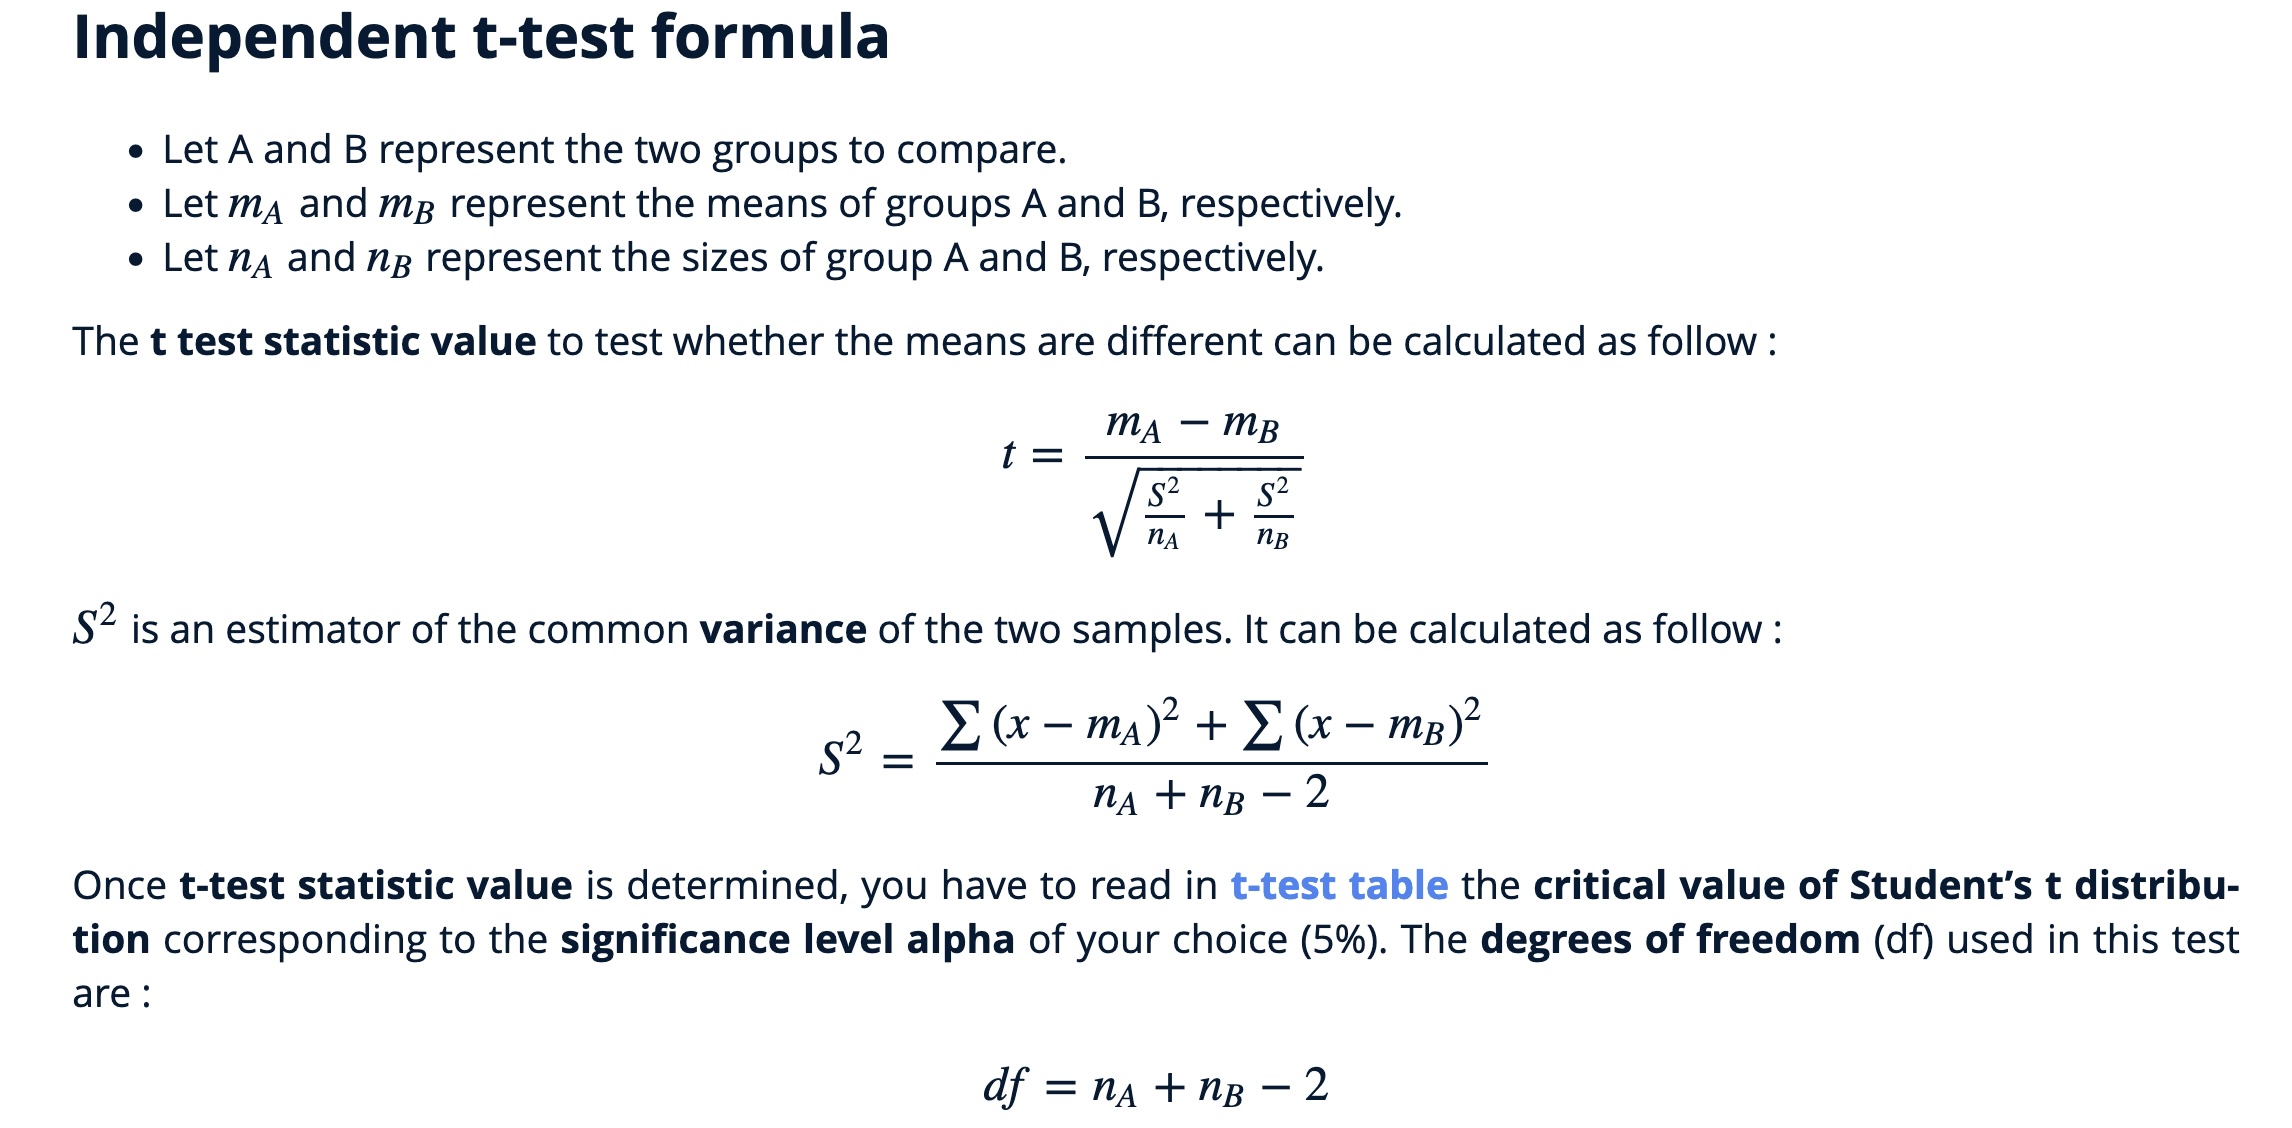 Independent t-test formula
• Let A and B represent the two groups to compare.
• Let m_A and m_B represent the means of groups A and B, respectively.
• Let n_A and n_B represent the sizes of group A and B, respectively.
The t test statistic value to test whether the means are different can be calculated as follow :
t = \frac{m_A − m_B}{\sqrt{\frac{S^2}{n_A} + \frac{S^2}{n_B}}}
S^2 is an estimator of the common variance of the two samples. It can be calculated as follow :
S^2 = \frac{\sum (x − m_A)^2 + \sum (x − m_B)^2}{n_A + n_B − 2}
Once t-test statistic value is determined, you have to read in t-test table the critical value of Student’s t distribu-
tion corresponding to the significance level alpha of your choice (5%). The degrees of freedom (df) used in this test
are :
df = n_A + n_B − 2